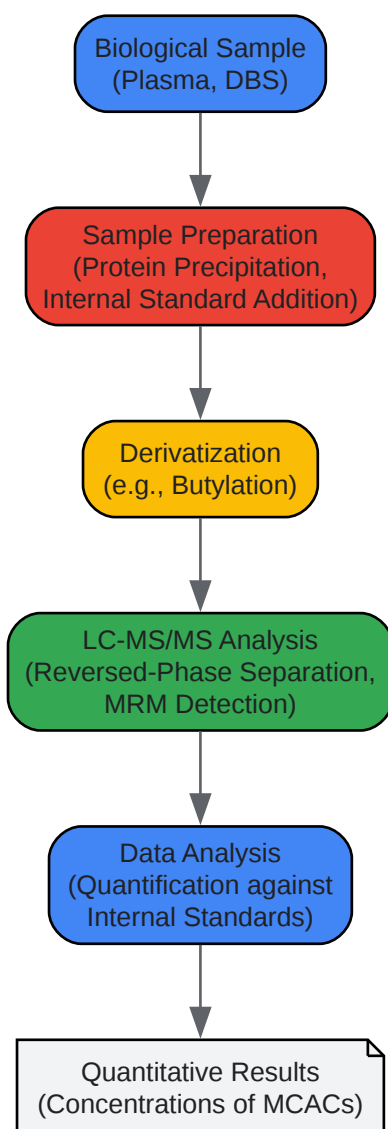 Biological Sample
(Plasma, DBS)
Sample Preparation
(Protein Precipitation,
Internal Standard Addition)
Derivatization
(e.g., Butylation)
LC-MS/MS Analysis
(Reversed-Phase Separation,
MRM Detection)
Data Analysis
(Quantification against
Internal Standards)
Quantitative Results
(Concentrations of MCACs)